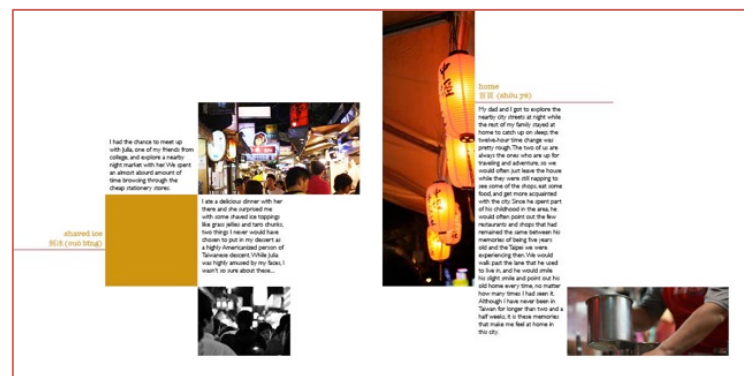 I had the chance to meet up
with Julia, one of my friends from
college, and explore a nearby
night market with her. We spent
an almost absurd amount of
time browsing through the
cheap stationery stores.
shaved ice
刨冰 (cuò bīng)
I ate a delicious dinner with her
there and she surprised me
with some shaved ice toppings
like grass jellies and taro chunks,
two things I never would have
chosen to put in my dessert as
a highly Americanized person of
Taiwanese descent. While Julia
was highly amused by my faces, I
wasn't so sure about these...
home
首頁 (shǒu yè)
My dad and I got to explore the
nearby city streets at night while
the rest of my family stayed at
home to catch up on sleep; the
twelve-hour time change was
pretty rough. The two of us are
always the ones who are up for
traveling and adventure, so we
would often just leave the house
while they were still napping to
see some of the shops, eat some
food, and get more acquainted
with the city. Since he spent part
of his childhood in the area, he
would often point out the few
restaurants and shops that had
remained the same between his
memories of being five years
old and the Taipei we were
experiencing then. We would
walk past the lane that he used
to live in, and he would smile
his slight smile and point out his
old home every time, no matter
how many times I had seen it.
Although I have never been in
Taiwan for longer than two and a
half weeks, it is these memories
that make me feel at home in
this city.